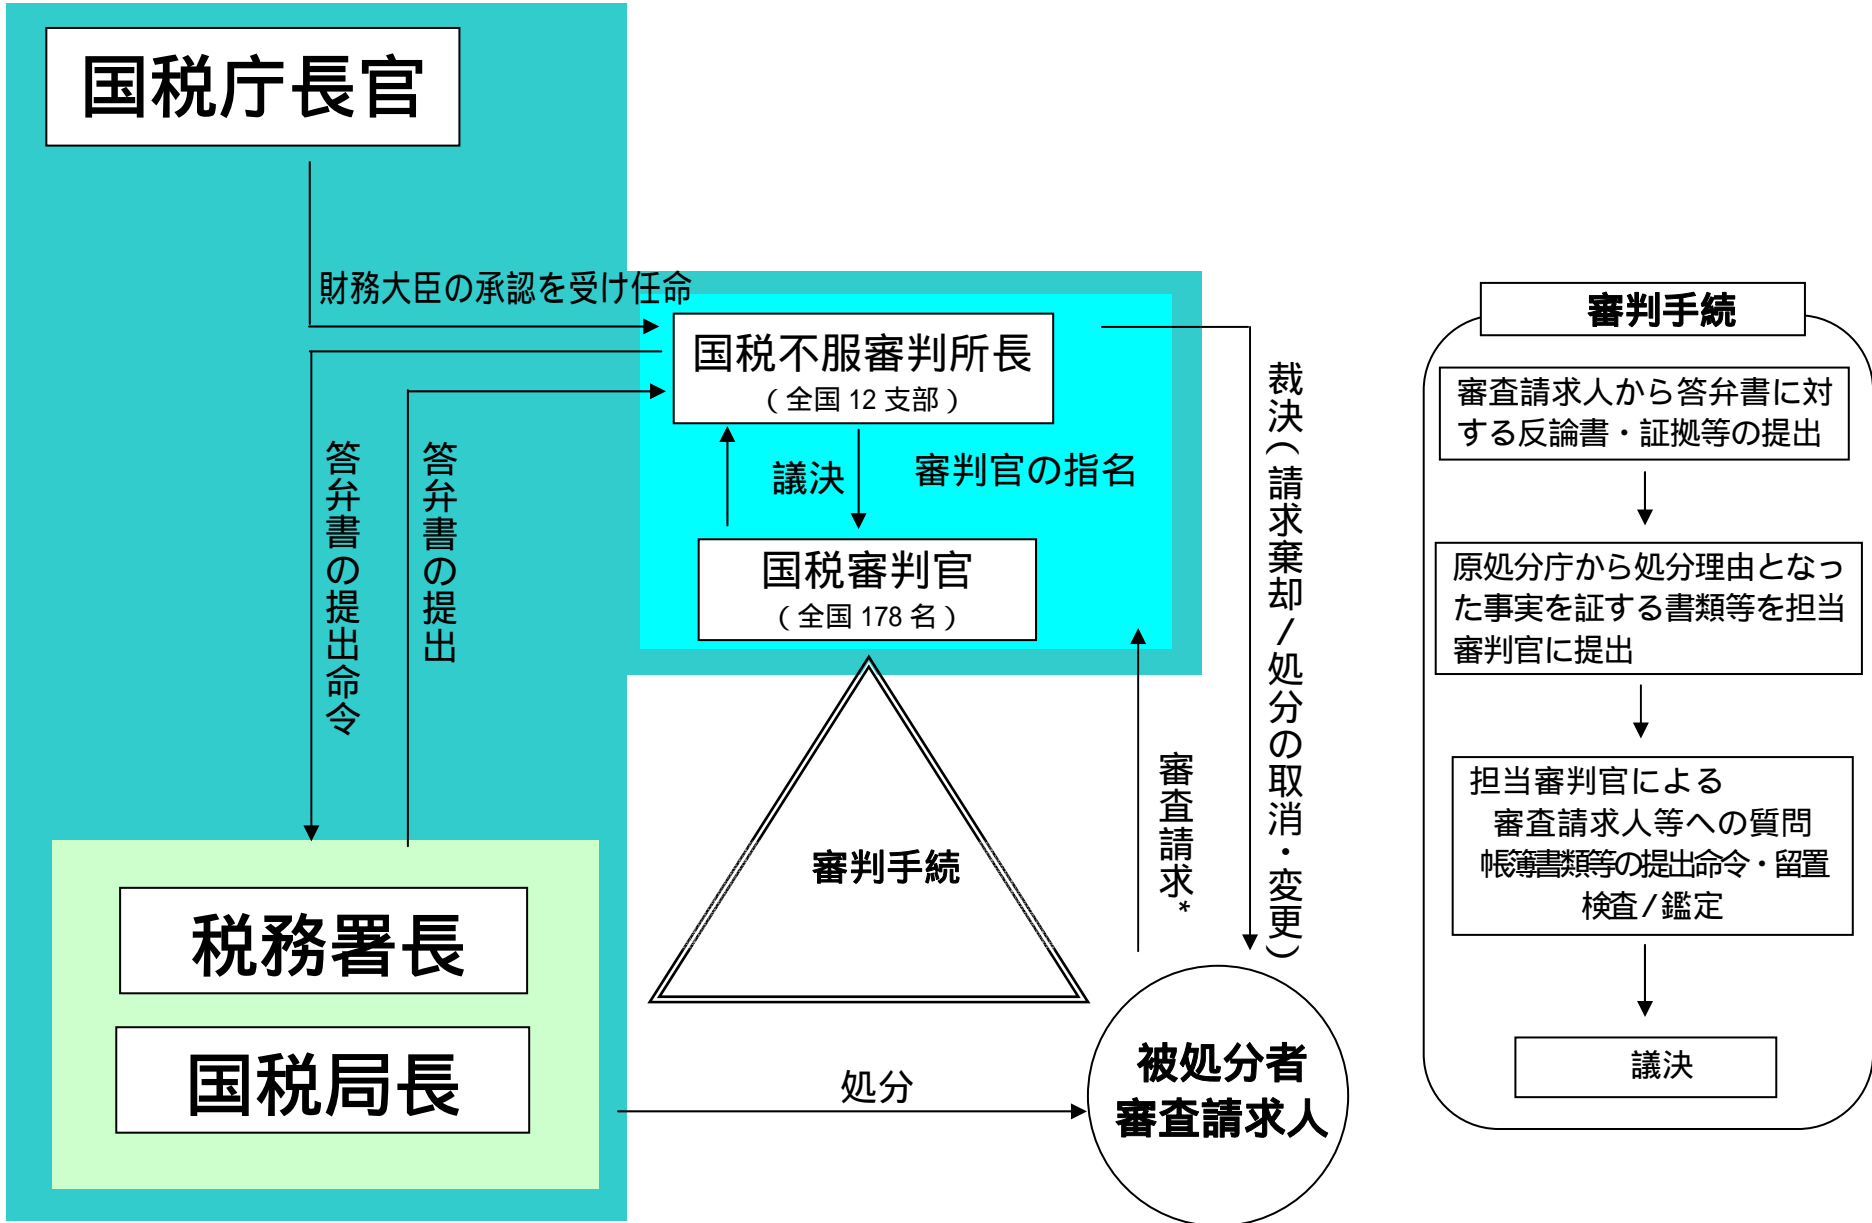 国税庁長官
財務大臣の承認を受け任命
国税不服審判所長
（全国 12 支部）
議決
審判官の指名
国税審判官
（全国 178 名）
答弁書の提出命令
答弁書の提出
裁決（請求棄却/処分の取消・変更）
審査請求*
審判手続
税務署長
国税局長
処分
被処分者
審査請求人
審判手続
審査請求人から答弁書に対
する反論書・証拠等の提出
原処分庁から処分理由となっ
た事実を証する書類等を担当
審判官に提出
担当審判官による
審査請求人等への質問
帳簿書類等の提出命令・留置
検査/鑑定
議決